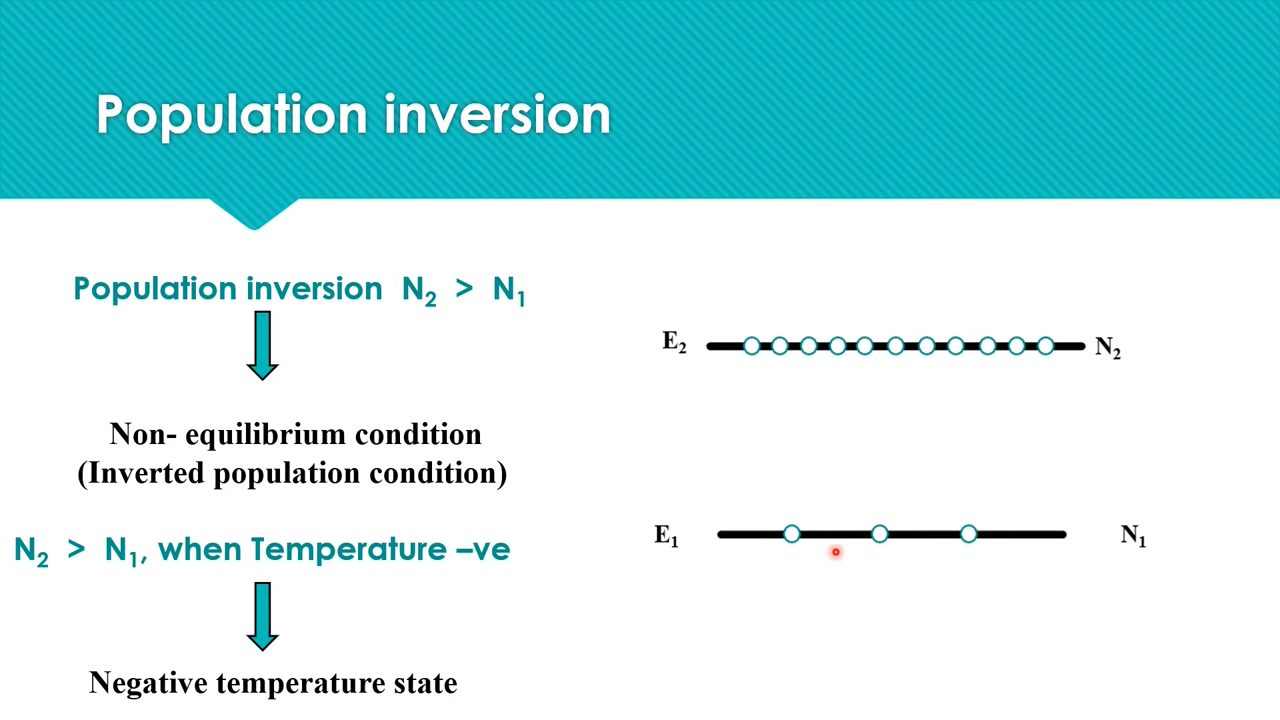 Population inversion
Population inversion N₂ > N₁
Non- equilibrium condition
(Inverted population condition)
N₂ > N₁, when Temperature –ve
Negative temperature state
E₂ N₂
E₁ N₁